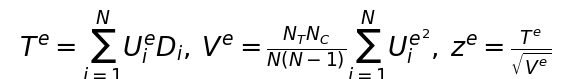 $T^e = \sum_{i=1}^{N} U_i^e D_i, \; V^e = \frac{N_T N_C}{N(N-1)} \sum_{i=1}^{N} U_i^{e^2}, \; z^e = \frac{T^e}{\sqrt{V^e}}$